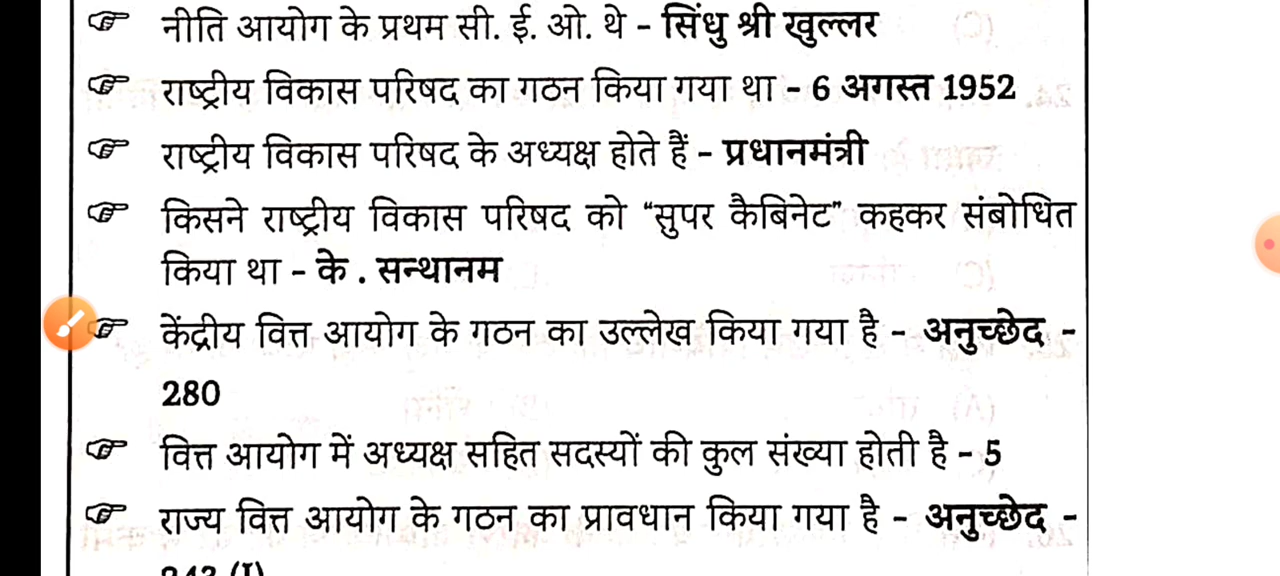 नीति आयोग के प्रथम सी. ई. ओ. थे - सिंधु श्री खुल्लर
राष्ट्रीय विकास परिषद का गठन किया गया था - 6 अगस्त 1952
राष्ट्रीय विकास परिषद के अध्यक्ष होते हैं - प्रधानमंत्री
किसने राष्ट्रीय विकास परिषद को “सुपर कैबिनेट” कहकर संबोधित
किया था - के . सन्थानम
केंद्रीय वित्त आयोग के गठन का उल्लेख किया गया है - अनुच्छेद -
280
वित्त आयोग में अध्यक्ष सहित सदस्यों की कुल संख्या होती है - 5
राज्य वित्त आयोग के गठन का प्रावधान किया गया है - अनुच्छेद -
243 (I)